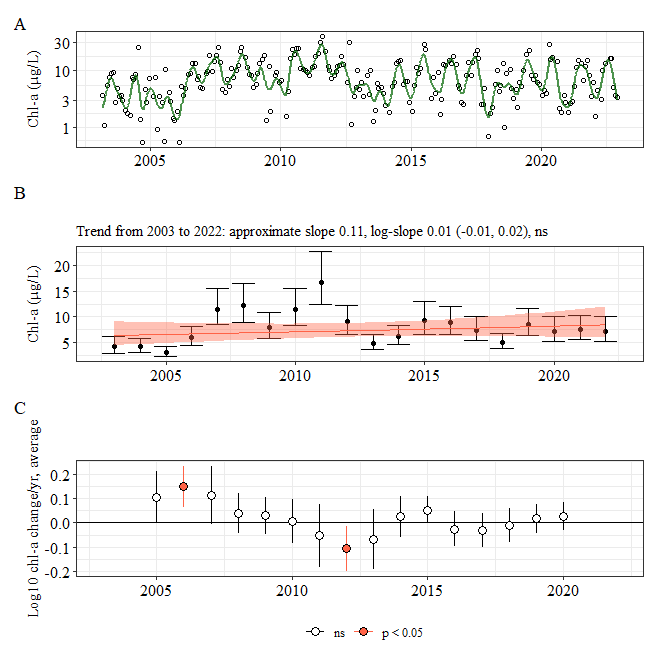 A
Chl-a (μg/L)
30
10
3
1
2005
2010
2015
2020
B
Trend from 2003 to 2022: approximate slope 0.11, log-slope 0.01 (-0.01, 0.02), ns
Chl-a (μg/L)
20
15
10
5
2005
2010
2015
2020
C
Log10 chl-a change/yr, average
0.2
0.1
0.0
-0.1
-0.2
2005
2010
2015
2020
ns
p < 0.05